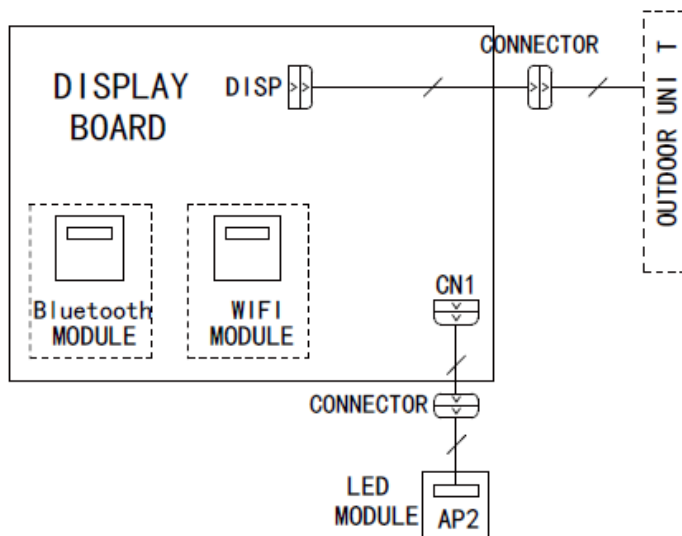 CONNECTOR
DISPLAY
BOARD
DISP
OUTDOOR UNIT
Bluetooth
MODULE
WIFI
MODULE
CN1
CONNECTOR
LED
MODULE
AP2